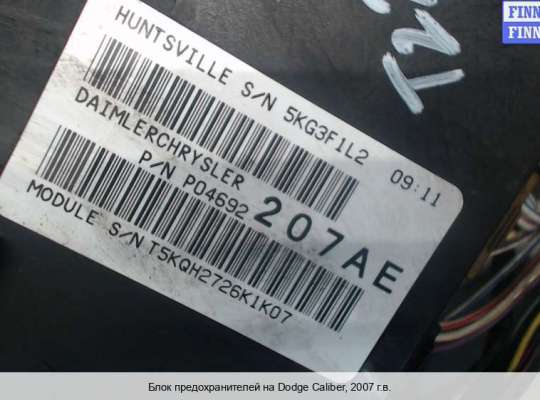 FINN
FINN
HUNTSVILLE S/N 5KG3F1L2 09:11
DAIMLERCHRYSLER
P/N P04692 207AE
MODULE S/N T5KQH2726K1K07
Блок предохранителей на Dodge Caliber, 2007 г.в.